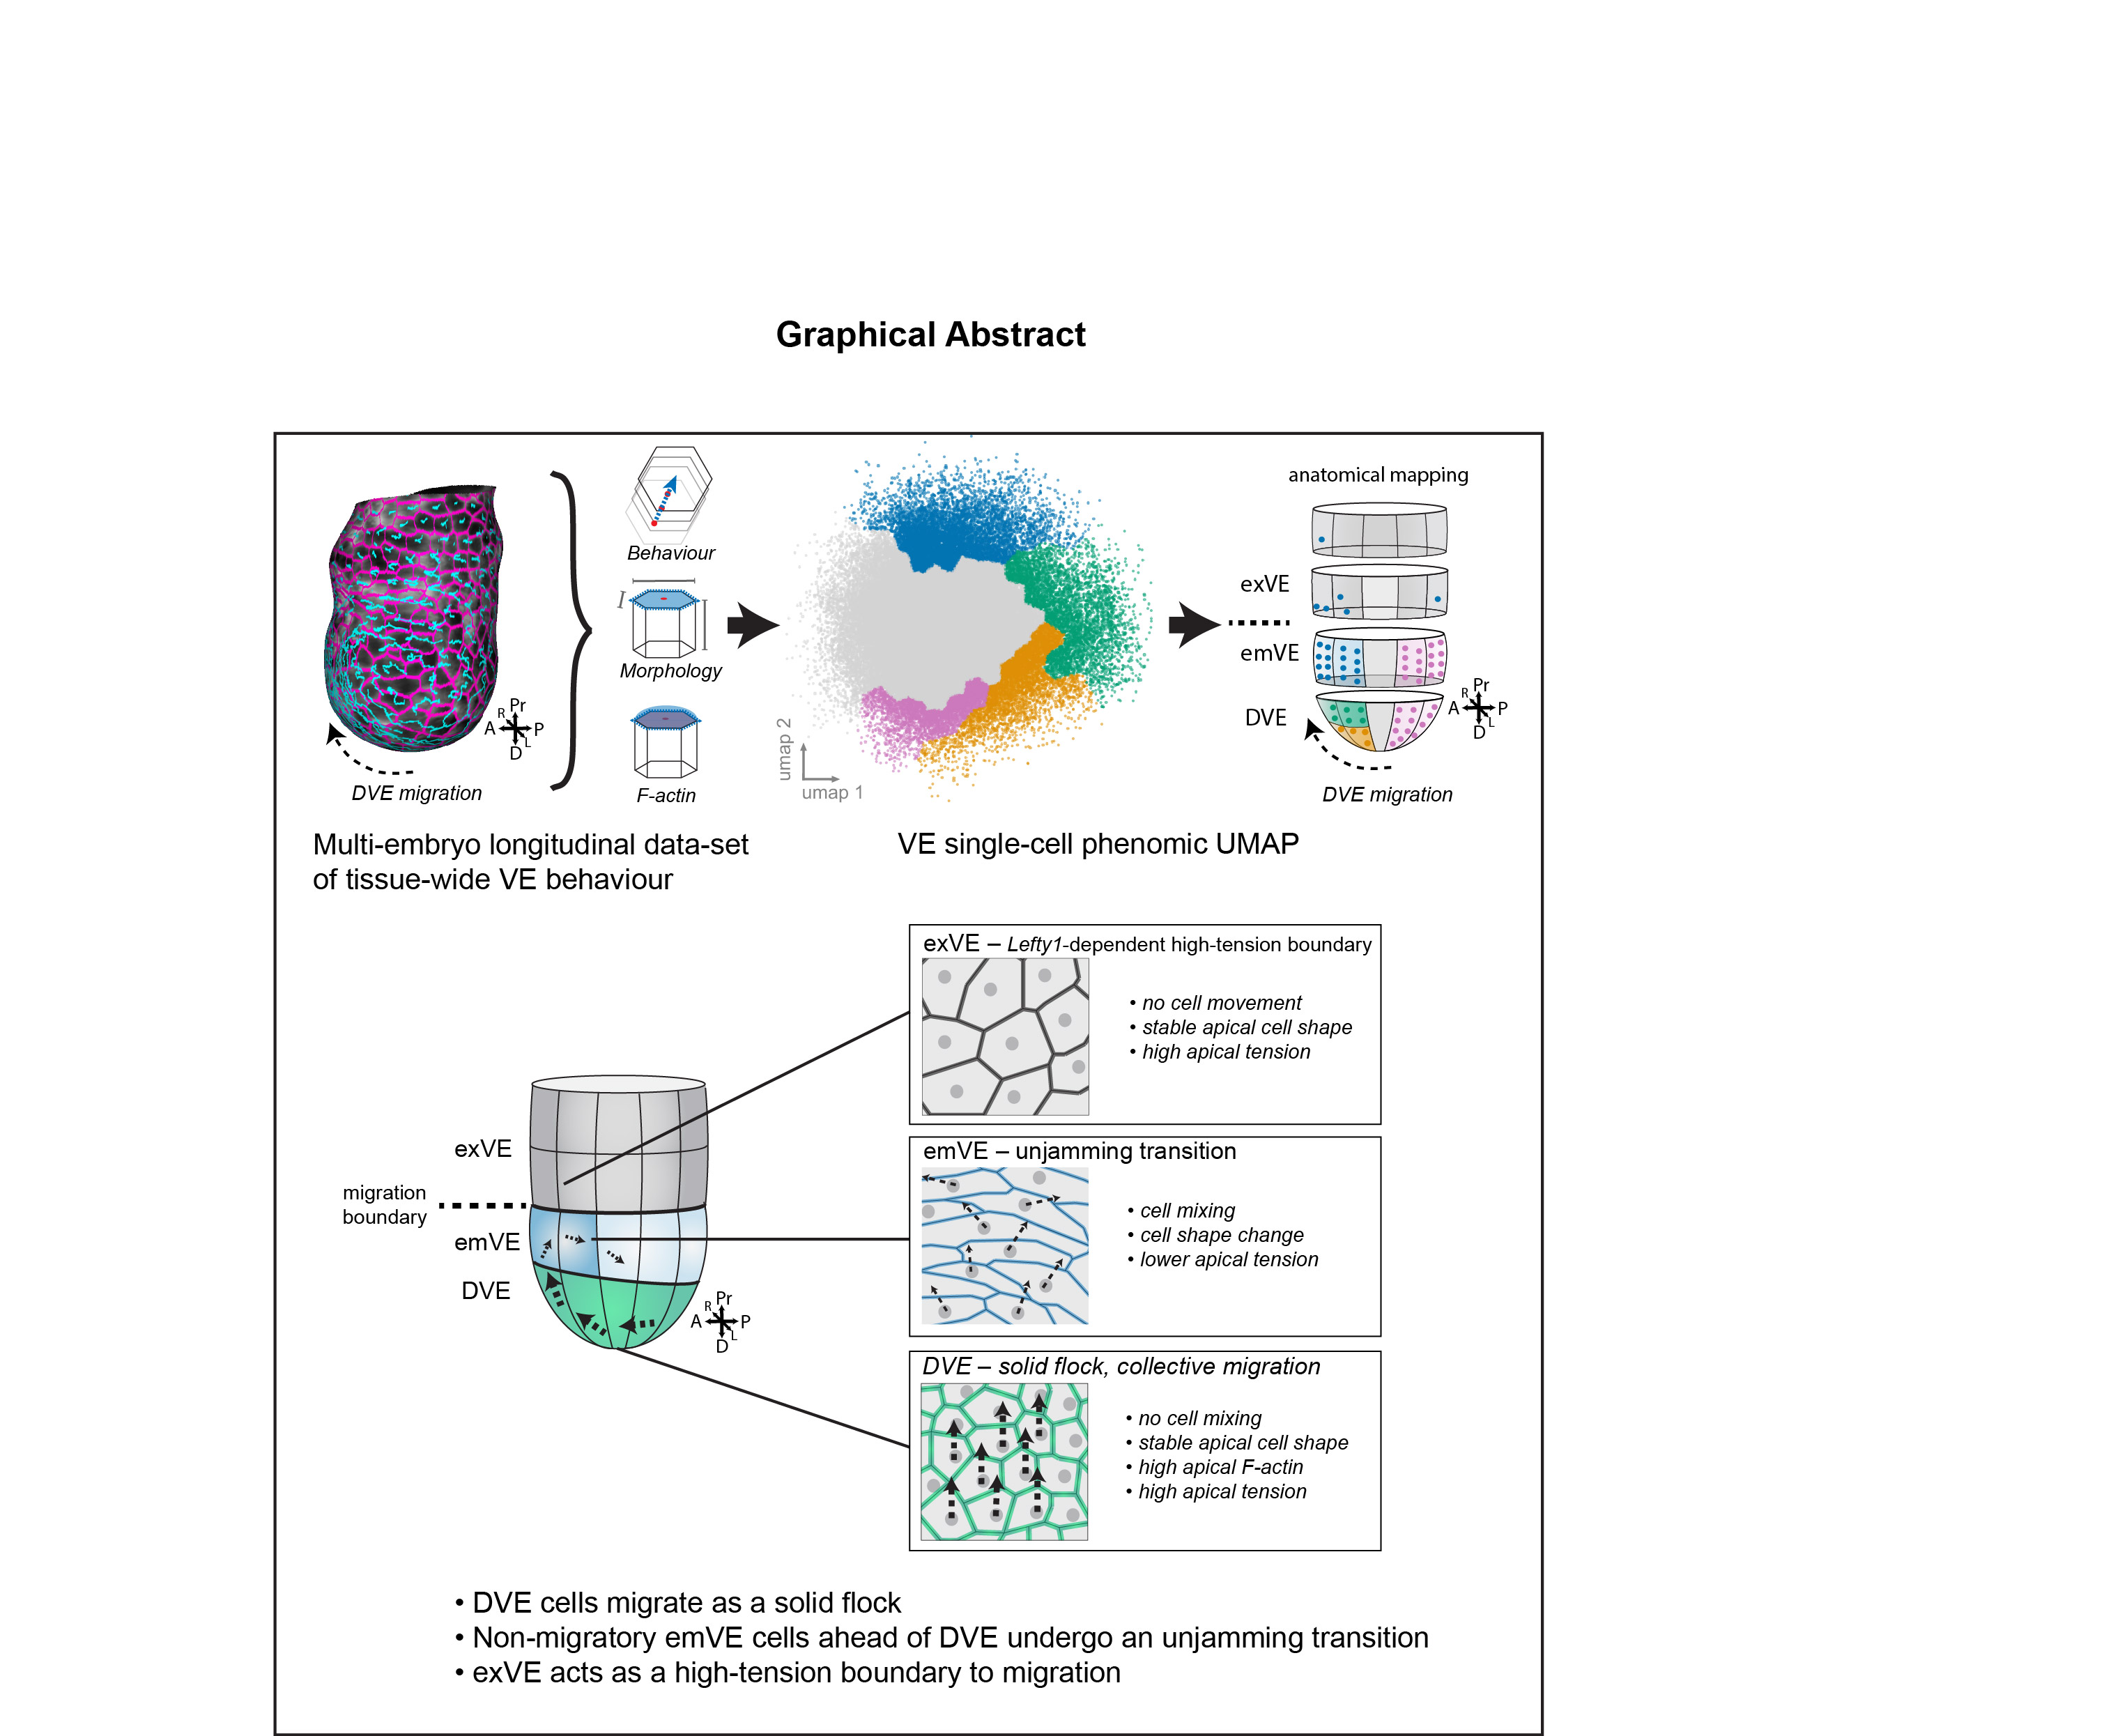 Graphical Abstract
Behaviour
Morphology
F-actin
Pr
R
A
P
L
D
DVE migration
umap 2
umap 1
anatomical mapping
exVE
emVE
DVE
Pr
R
A
P
L
D
DVE migration
Multi-embryo longitudinal data-set
of tissue-wide VE behaviour
VE single-cell phenomic UMAP
exVE – Lefty1-dependent high-tension boundary
• no cell movement
• stable apical cell shape
• high apical tension
exVE
migration
boundary
emVE
DVE
Pr
R
A
P
L
D
emVE – unjamming transition
• cell mixing
• cell shape change
• lower apical tension
DVE – solid flock, collective migration
• no cell mixing
• stable apical cell shape
• high apical F-actin
• high apical tension
• DVE cells migrate as a solid flock
• Non-migratory emVE cells ahead of DVE undergo an unjamming transition
• exVE acts as a high-tension boundary to migration